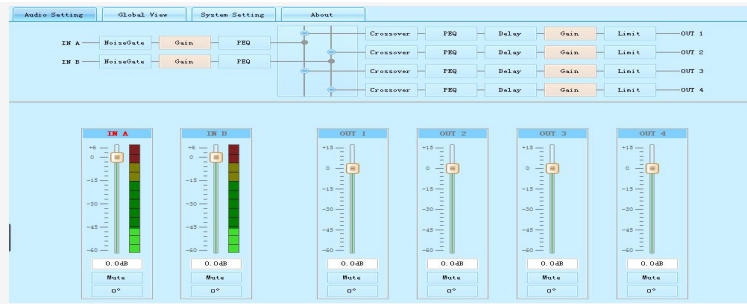 Audio Setting Global View System Setting About
IN A NoiseGate Gain PEQ
IN B NoiseGate Gain PEQ
Crossover PEQ Delay Gain Limit OUT 1
Crossover PEQ Delay Gain Limit OUT 2
Crossover PEQ Delay Gain Limit OUT 3
Crossover PEQ Delay Gain Limit OUT 4
IN A IN B OUT 1 OUT 2 OUT 3 OUT 4
+6 +6 +15 +15 +15 +15
0 0 0 0 0 0
-15 -15 -15 -15 -15 -15
-30 -30 -30 -30 -30 -30
-45 -45 -45 -45 -45 -45
-60 -60 -60 -60 -60 -60
0.0dB 0.0dB 0.0dB 0.0dB 0.0dB 0.0dB
Mute Mute Mute Mute Mute Mute
0° 0° 0° 0° 0° 0°